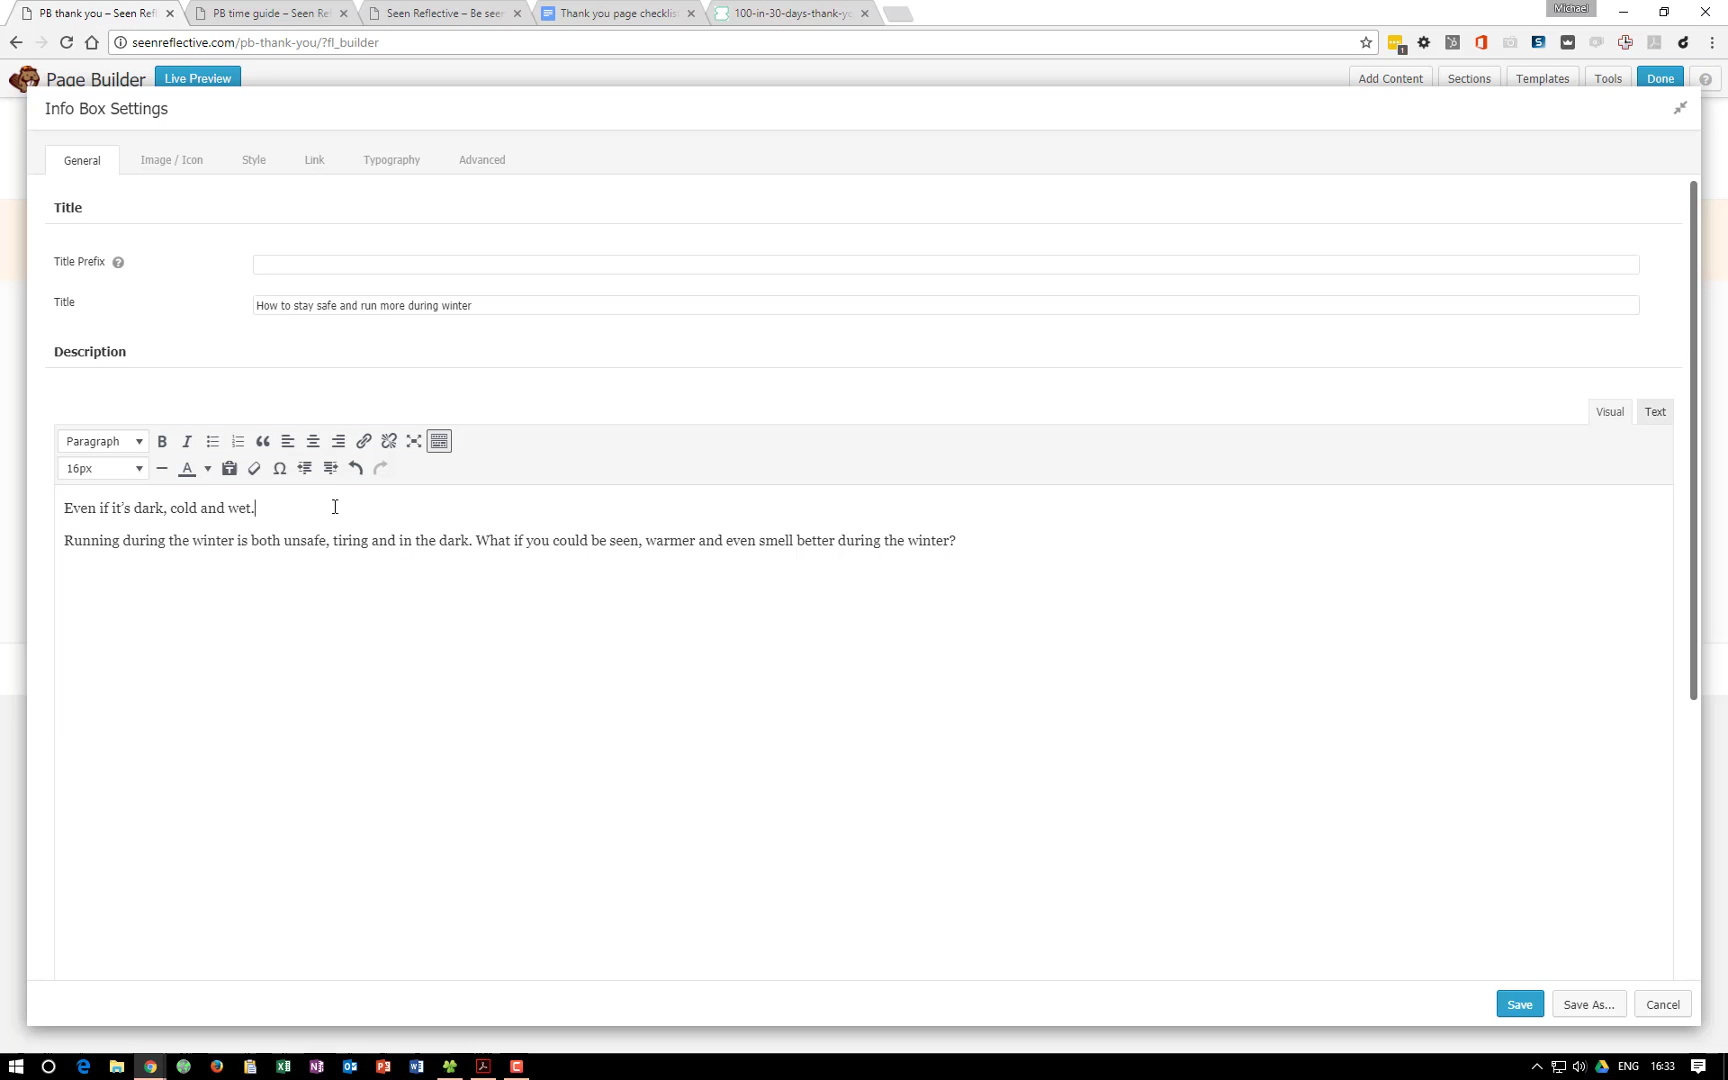 PB thank you – Seen Refl
PB time guide – Seen Re
Seen Reflective – Be seen
Thank you page checklist
100-in-30-days-thank-yo
Michael
seenreflective.com/pb-thank-you/?fl_builder
1
Page Builder
Live Preview
Add Content
Sections
Templates
Tools
Done
Info Box Settings
General
Image / Icon
Style
Link
Typography
Advanced
Title
Title Prefix
Title
How to stay safe and run more during winter
Description
Visual
Text
Paragraph
16px
Even if it’s dark, cold and wet.
Running during the winter is both unsafe, tiring and in the dark. What if you could be seen, warmer and even smell better during the winter?
Save
Save As...
Cancel
ENG
16:33